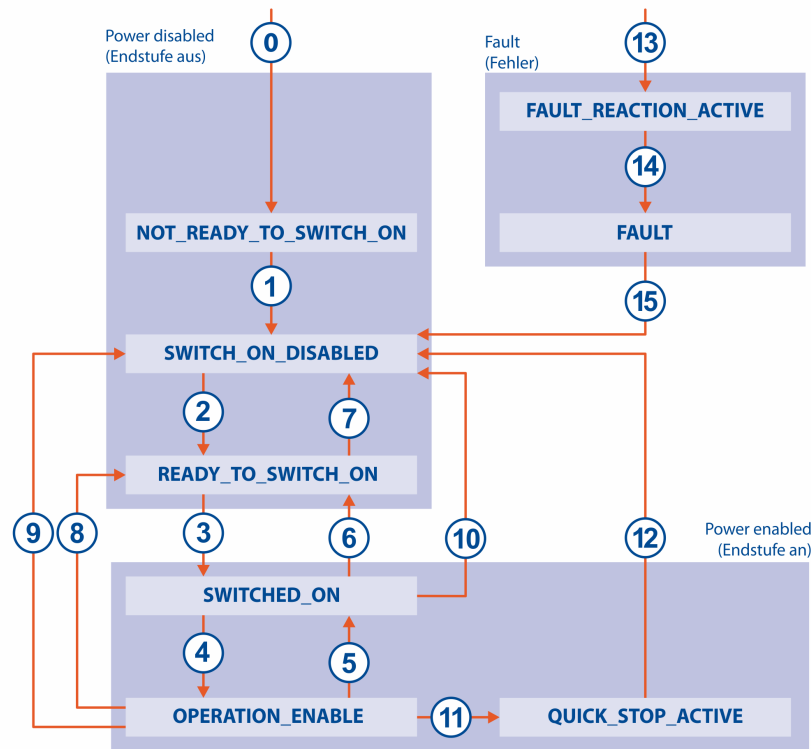 Power disabled
(Endstufe aus)
0
13
Fault
(Fehler)
FAULT_REACTION_ACTIVE
14
NOT_READY_TO_SWITCH_ON
FAULT
1
15
SWITCH_ON_DISABLED
2
7
READY_TO_SWITCH_ON
9
8
3
6
10
12
Power enabled
(Endstufe an)
SWITCHED_ON
4
5
OPERATION_ENABLE
11
QUICK_STOP_ACTIVE